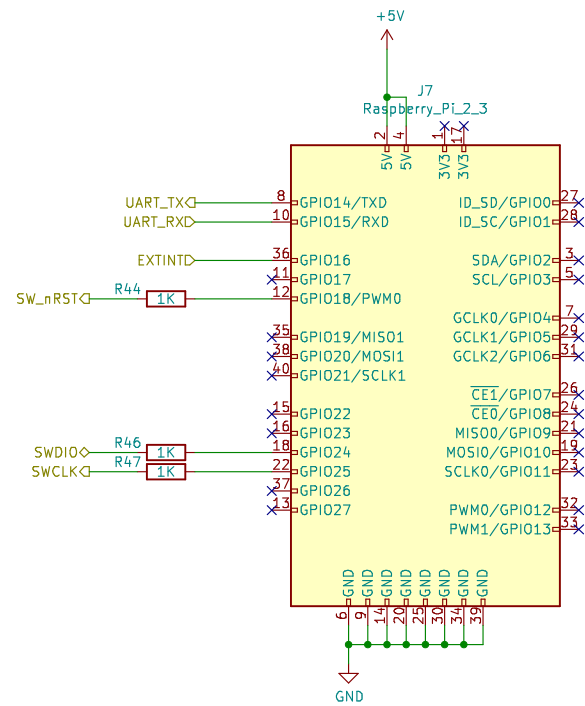 +5V
J7
Raspberry_Pi_2_3
2
4
1
17
5V
5V
3V3
3V3
UART_TX 8 GPIO14/TXD ID_SD/GPIO0 27
UART_RX 10 GPIO15/RXD ID_SC/GPIO1 28
EXTINT 36 GPIO16 SDA/GPIO2 3
11 GPIO17 SCL/GPIO3 5
SW_nRST R44 1K 12 GPIO18/PWM0
GCLK0/GPIO4 7
35 GPIO19/MISO1 GCLK1/GPIO5 29
38 GPIO20/MOSI1 GCLK2/GPIO6 31
40 GPIO21/SCLK1
CE1/GPIO7 26
15 GPIO22 CE0/GPIO8 24
16 GPIO23 MISO0/GPIO9 21
SWDIO R46 1K 18 GPIO24 MOSI0/GPIO10 19
SWCLK R47 1K 22 GPIO25 SCLK0/GPIO11 23
37 GPIO26
13 GPIO27 PWM0/GPIO12 32
PWM1/GPIO13 33
GND GND GND GND GND GND GND GND
6 9 14 20 25 30 34 39
GND